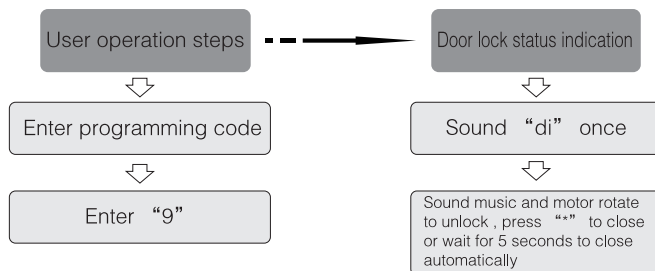 User operation steps
Door lock status indication
Enter programming code
Sound “di” once
Enter “9”
Sound music and motor rotate
to unlock , press “*” to close
or wait for 5 seconds to close
automatically